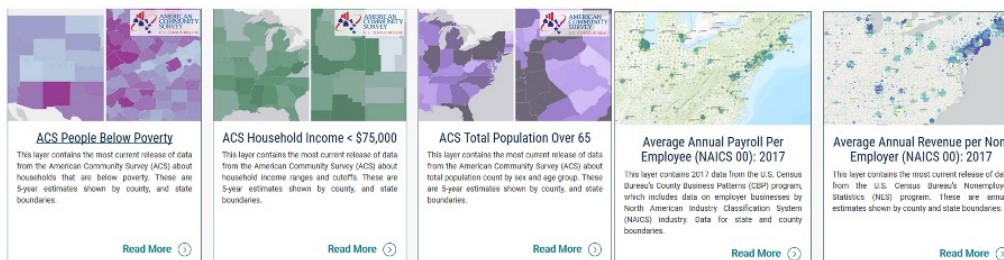 AMERICAN
COMMUNITY
SURVEY
U.S. CENSUS BUREAU
ACS People Below Poverty
This layer contains the most current release of data
from the American Community Survey (ACS) about
households that are below poverty. These are
5-year estimates shown by county, and state
boundaries.
Read More
AMERICAN
COMMUNITY
SURVEY
U.S. CENSUS BUREAU
ACS Household Income < $75,000
This layer contains the most current release of data
from the American Community Survey (ACS) about
household income ranges and cutoffs. These are
5-year estimates shown by county, and state
boundaries.
Read More
AMERICAN
COMMUNITY
SURVEY
U.S. CENSUS BUREAU
ACS Total Population Over 65
This layer contains the most current release of data
from the American Community Survey (ACS) about
total population count by sex and age group. These
are 5-year estimates shown by county, and state
boundaries.
Read More
Average Annual Payroll Per
Employee (NAICS 00): 2017
This layer contains 2017 data from the U.S. Census
Bureau's County Business Patterns (CBP) program,
which includes data on employer businesses by
North American Industry Classification System
(NAICS) industry. Data for state and county
boundaries.
Read More
Average Annual Revenue per Non
Employer (NAICS 00): 2017
This layer contains the most current release of dat
from the U.S. Census Bureau's Nonemploy
Statistics (NES) program. These are annu
estimates shown by county and state boundaries.
Read More